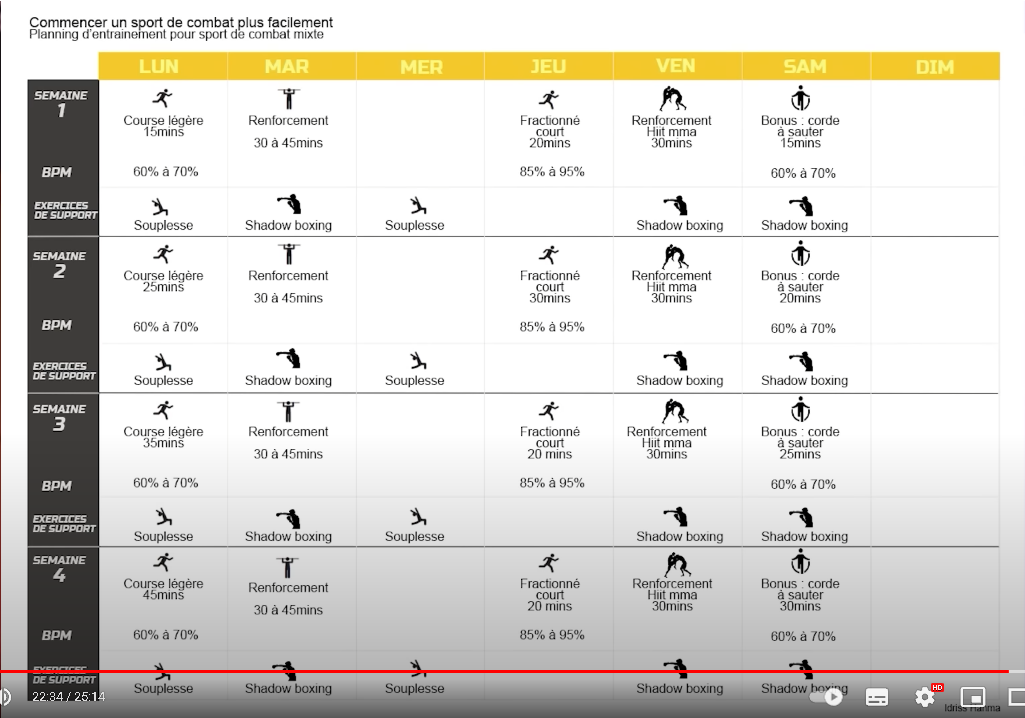 Commencer un sport de combat plus facilement
Planning d'entrainement pour sport de combat mixte
LUN MAR MER JEU VEN SAM DIM
SEMAINE 1
Course légère 15mins
Renforcement 30 à 45mins
Fractionné court 20mins
Renforcement Hiit mma 30mins
Bonus : corde à sauter 15mins
BPM 60% à 70% 85% à 95% 60% à 70%
EXERCICES DE SUPPORT
Souplesse Shadow boxing Souplesse Shadow boxing Shadow boxing
SEMAINE 2
Course légère 25mins
Renforcement 30 à 45mins
Fractionné court 30mins
Renforcement Hiit mma 30mins
Bonus : corde à sauter 20mins
BPM 60% à 70% 85% à 95% 60% à 70%
EXERCICES DE SUPPORT
Souplesse Shadow boxing Souplesse Shadow boxing Shadow boxing
SEMAINE 3
Course légère 35mins
Renforcement 30 à 45mins
Fractionné court 20 mins
Renforcement Hiit mma 30mins
Bonus : corde à sauter 25mins
BPM 60% à 70% 85% à 95% 60% à 70%
EXERCICES DE SUPPORT
Souplesse Shadow boxing Souplesse Shadow boxing Shadow boxing
SEMAINE 4
Course légère 45mins
Renforcement 30 à 45mins
Fractionné court 20 mins
Renforcement Hiit mma 30mins
Bonus : corde à sauter 30mins
BPM 60% à 70% 85% à 95% 60% à 70%
EXERCICES DE SUPPORT
Souplesse Shadow boxing Souplesse Shadow boxing Shadow boxing
22:34 / 25:14
HD
Idriss